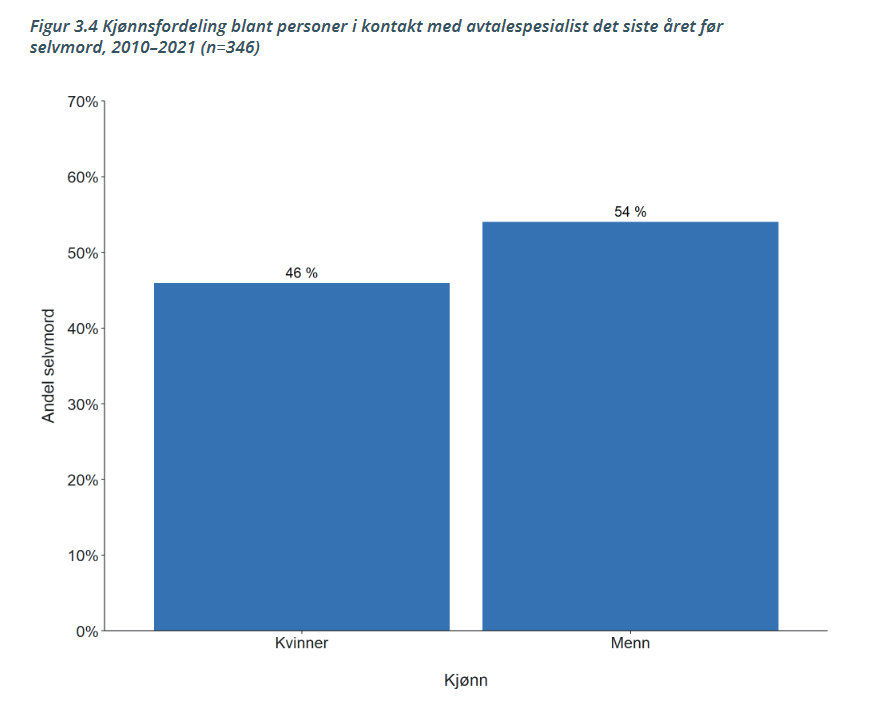 Figur 3.4 Kjønnsfordeling blant personer i kontakt med avtalespesialist det siste året før
selvmord, 2010–2021 (n=346)
70%
60%
50%
40%
30%
20%
10%
0%
Andel selvmord
46 %
54 %
Kvinner
Menn
Kjønn